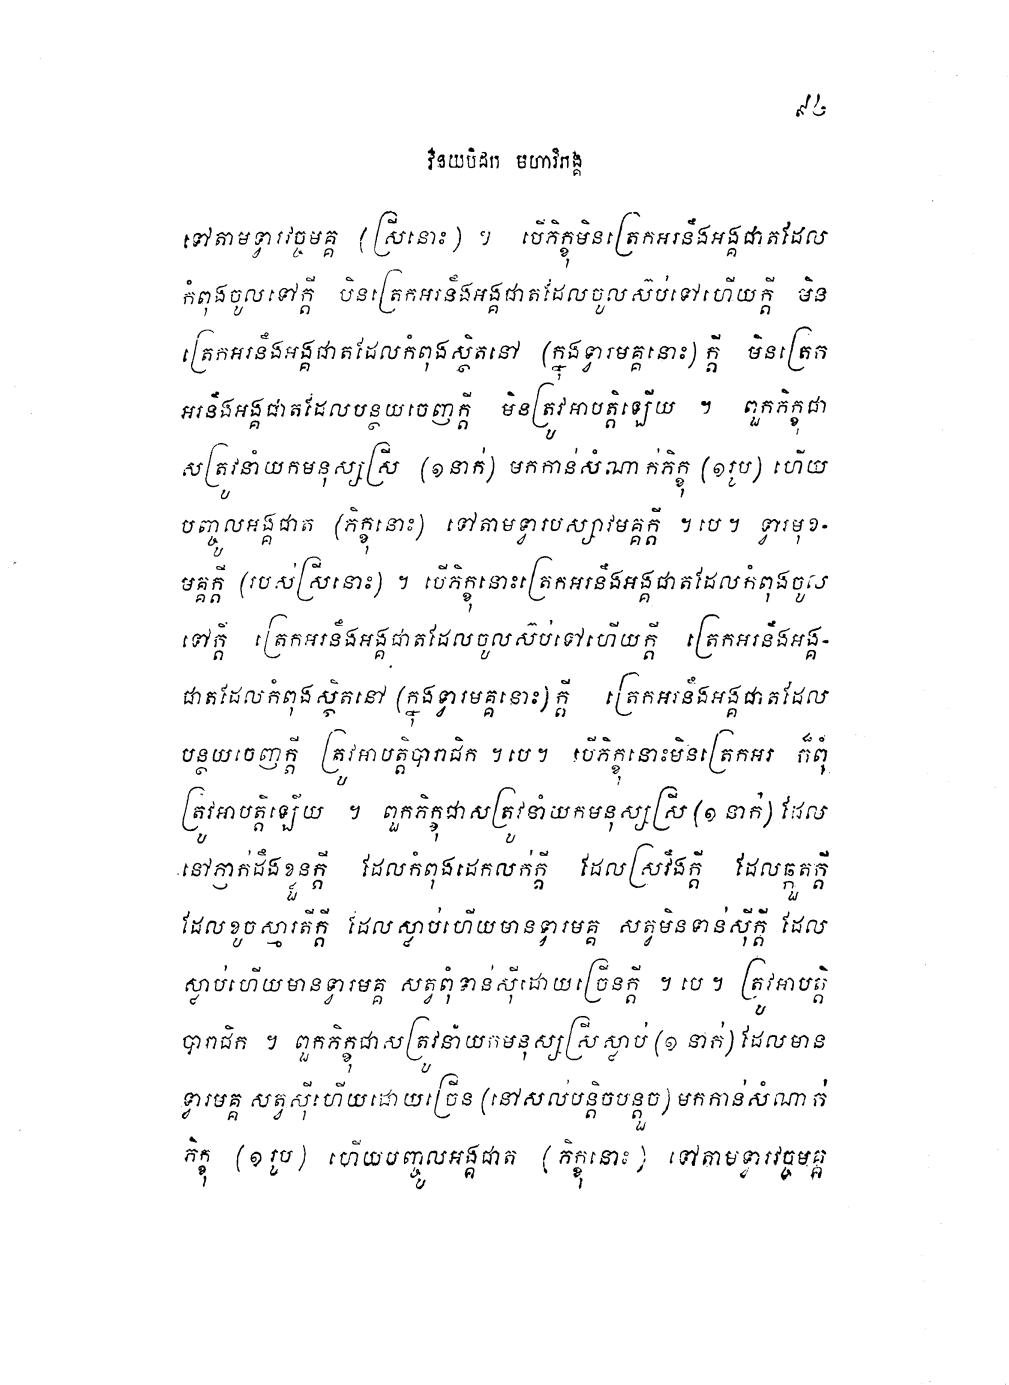 ៩៤
វិនយបិដក មហាវិភង្គ
ទៅតាមទ្វារវច្ចមគ្គ (ស្រីនោះ) ។ បើភិក្ខុមិនត្រេកអរនឹងអង្គជាតដែល
កំពុងចូលទៅក្តី មិនត្រេកអរនឹងអង្គជាតដែលចូលស៊ប់ទៅហើយក្តី មិន
ត្រេកអរនឹងអង្គជាតដែលកំពុងស្ថិតនៅ (ក្នុងទ្វារមគ្គនោះ) ក្តី មិនត្រេក
អរនឹងអង្គជាតដែលបន្ថយចេញក្តី មិនត្រូវអាបត្តិឡើយ ។ ពួកភិក្ខុជា
សត្រូវនាំយកមនុស្សស្រី (១នាក់) មកកាន់សំណាក់ភិក្ខុ (១រូប) ហើយ
បញ្ចូលអង្គជាត (ភិក្ខុនោះ) ទៅតាមទ្វារបស្សាវមគ្គក្តី ។ បេ ។ ទ្វារមុខ-
មគ្គក្តី (របស់ស្រីនោះ) ។ បើភិក្ខុនោះត្រេកអរនឹងអង្គជាតដែលកំពុងចូល
ទៅក្តី ត្រេកអរនឹងអង្គជាតដែលចូលស៊ប់ទៅហើយក្តី ត្រេកអរនឹងអង្គ-
ជាតដែលកំពុងស្ថិតនៅ (ក្នុងទ្វារមគ្គនោះ) ក្តី ត្រេកអរនឹងអង្គជាតដែល
បន្ថយចេញក្តី ត្រូវអាបត្តិបារាជិក ។ បេ ។ បើភិក្ខុនោះមិនត្រេកអរ ក៏ពុំ
ត្រូវអាបត្តិឡើយ ។ ពួកភិក្ខុជាសត្រូវនាំយកមនុស្សស្រី (១ នាក់) ដែល
នៅភ្ញាក់ដឹងខ្លួនក្តី ដែលកំពុងដេកលក់ក្តី ដែលស្រវឹងក្តី ដែលឆ្កួតក្តី
ដែលខូចស្មារតីក្តី ដែលស្លាប់ហើយមានទ្វារមគ្គ សត្វមិនទាន់ស៊ីក្តី ដែល
ស្លាប់ហើយមានទ្វារមគ្គ សត្វពុំទាន់ស៊ីដោយច្រើនក្តី ។ បេ ។ ត្រូវអាបត្តិ
បារាជិក ។ ពួកភិក្ខុជាសត្រូវនាំយកមនុស្សស្រីស្លាប់ (១ នាក់) ដែលមាន
ទ្វារមគ្គ សត្វស៊ីហើយដោយច្រើន (នៅសល់បន្តិចបន្តួច) មកកាន់សំណាក់
ភិក្ខុ (១រូប) ហើយបញ្ចូលអង្គជាត (ភិក្ខុនោះ) ទៅតាមទ្វារវច្ចមគ្គ